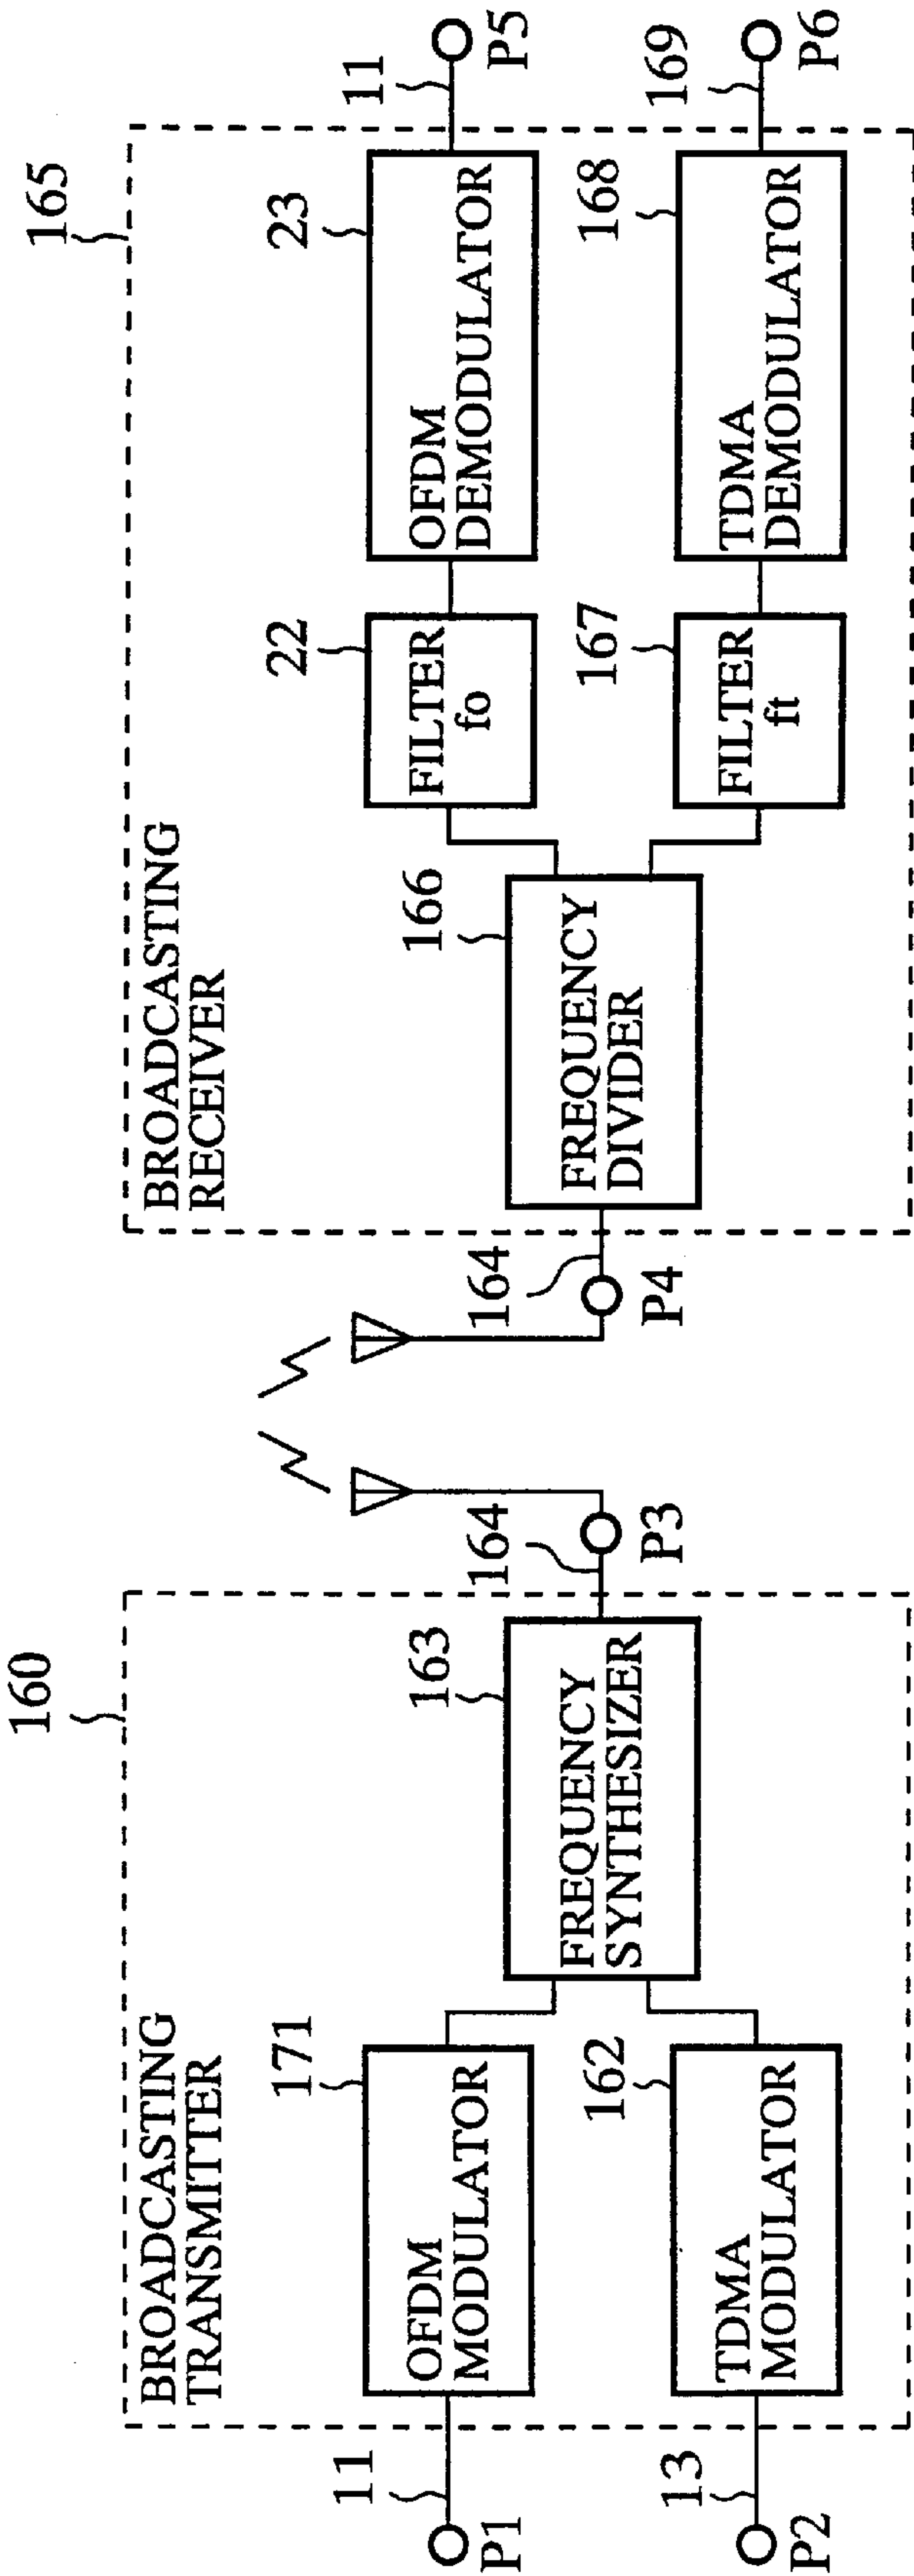 160
BROADCASTING
TRANSMITTER
11
P1
171
OFDM
MODULATOR
13
P2
162
TDMA
MODULATOR
163
FREQUENCY
SYNTHESIZER
164
P3
165
BROADCASTING
RECEIVER
164
P4
166
FREQUENCY
DIVIDER
22
FILTER
fo
23
OFDM
DEMODULATOR
11
P5
167
FILTER
ft
168
TDMA
DEMODULATOR
169
P6